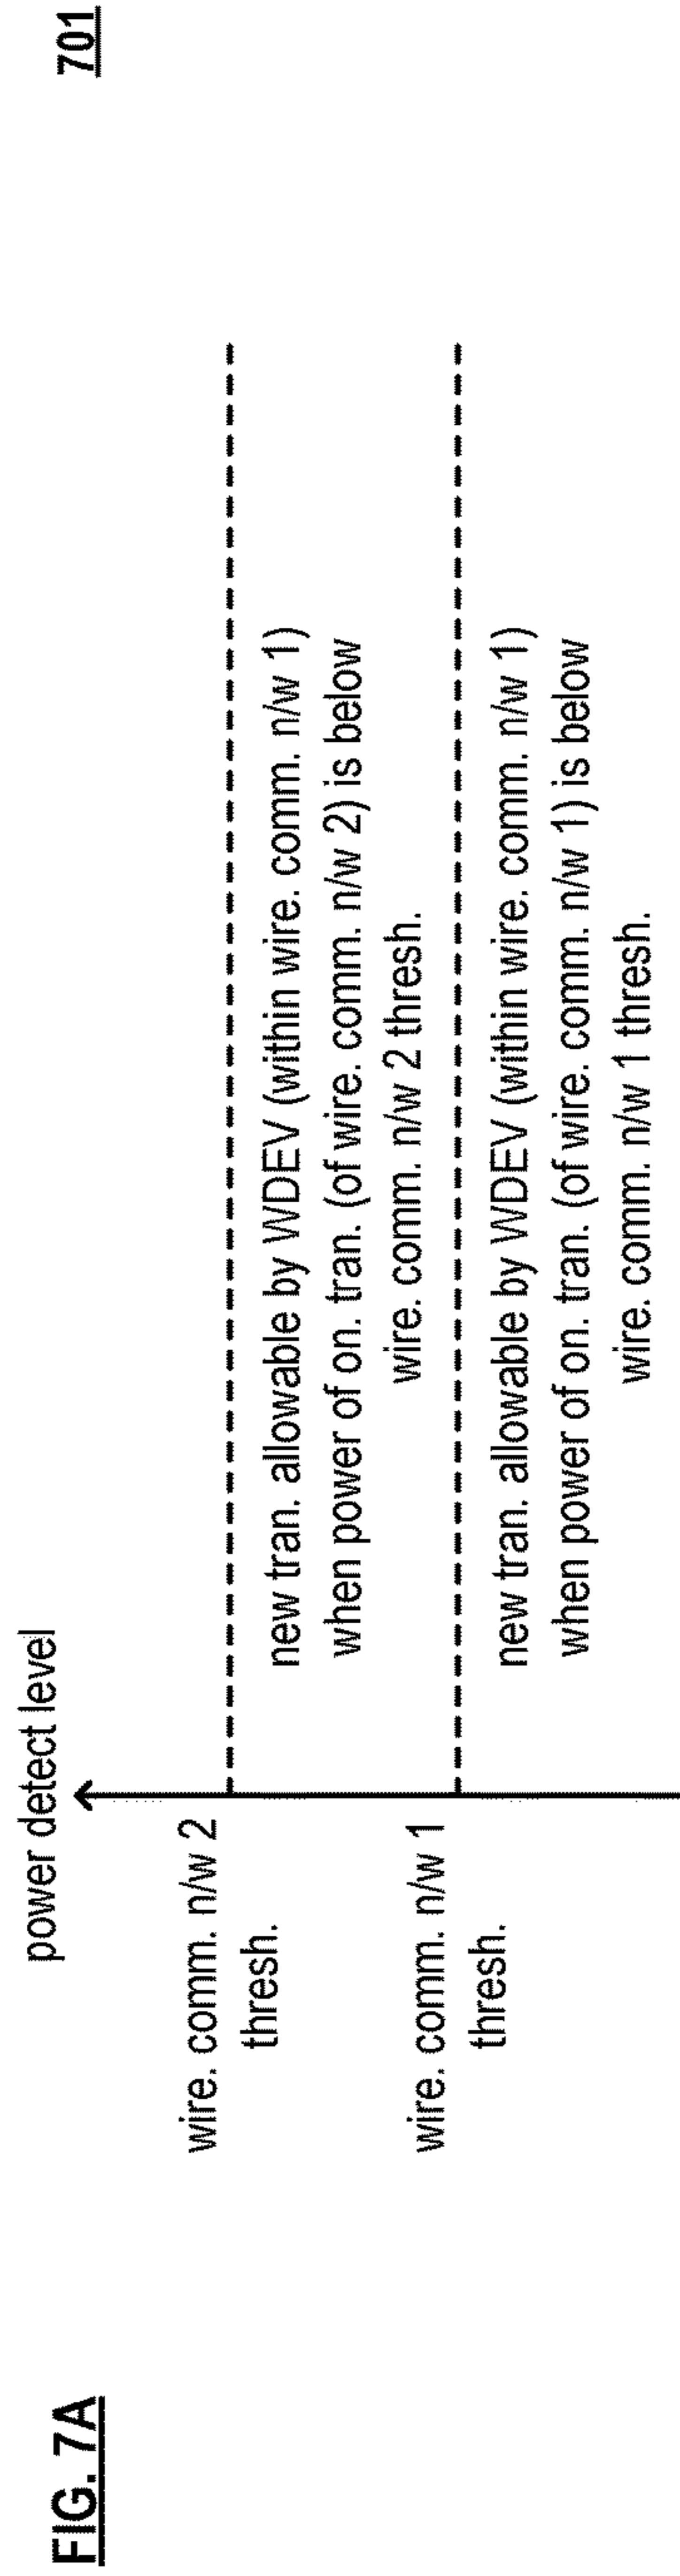 FIG. 7A
701
power detect level
wire. comm. n/w 2
thresh.
new tran. allowable by WDEV (within wire. comm. n/w 1)
when power of on. tran. (of wire. comm. n/w 2) is below
wire. comm. n/w 2 thresh.
wire. comm. n/w 1
thresh.
new tran. allowable by WDEV (within wire. comm. n/w 1)
when power of on. tran. (of wire. comm. n/w 1) is below
wire. comm. n/w 1 thresh.